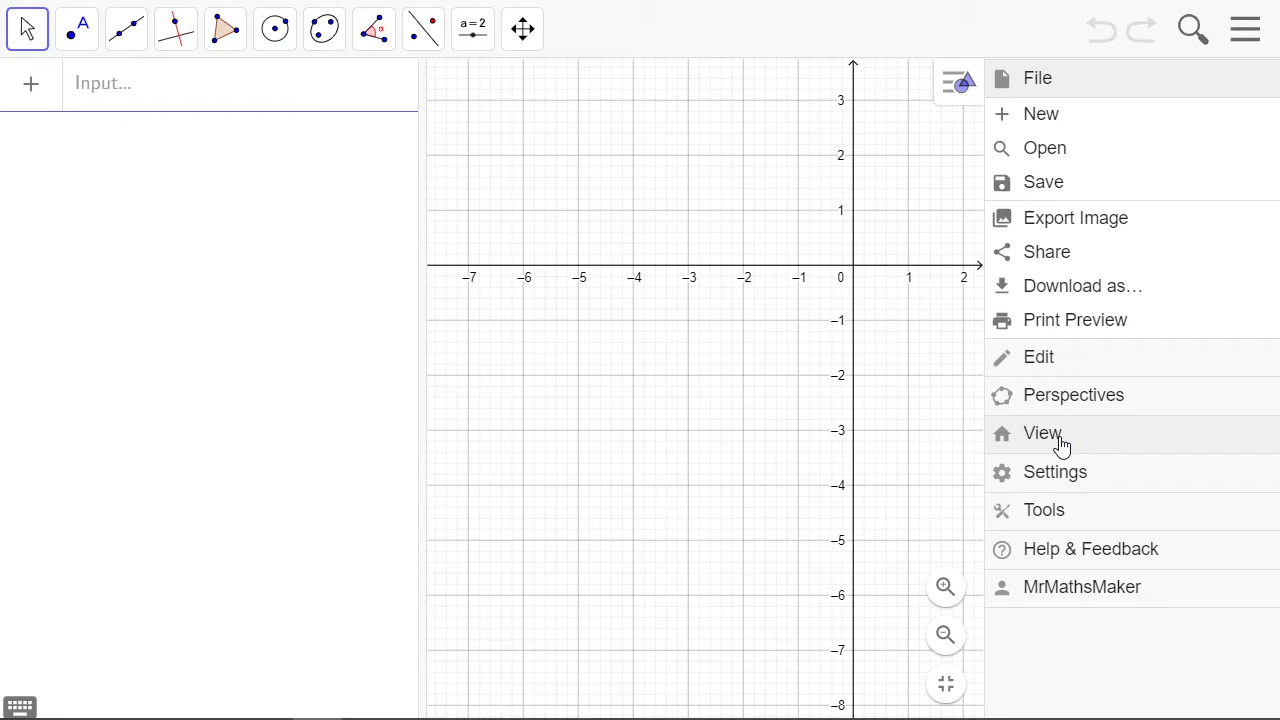 A
α
a=2
Input...
File
New
Open
Save
Export Image
Share
Download as...
Print Preview
Edit
Perspectives
View
Settings
Tools
Help & Feedback
MrMathsMaker
3
2
1
–7 –6 –5 –4 –3 –2 –1 0 1 2
–1
–2
–3
–4
–5
–6
–7
–8